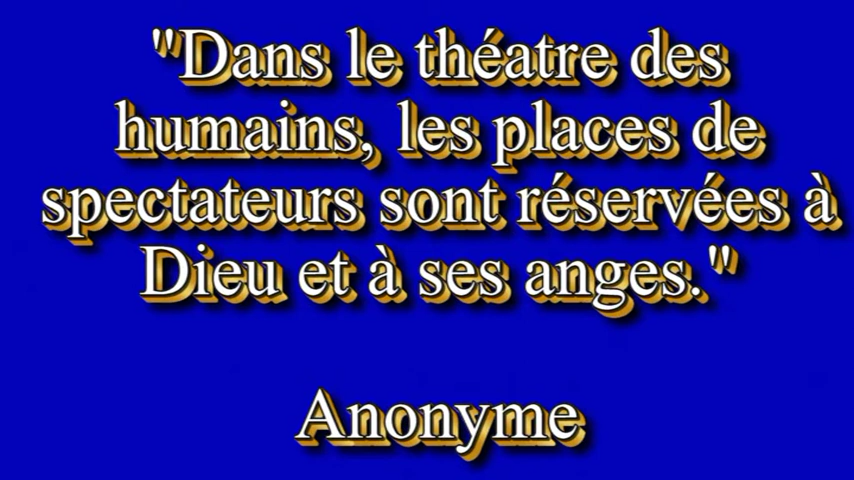 "Dans le théatre des
humains, les places de
spectateurs sont réservées à
Dieu et à ses anges."
Anonyme